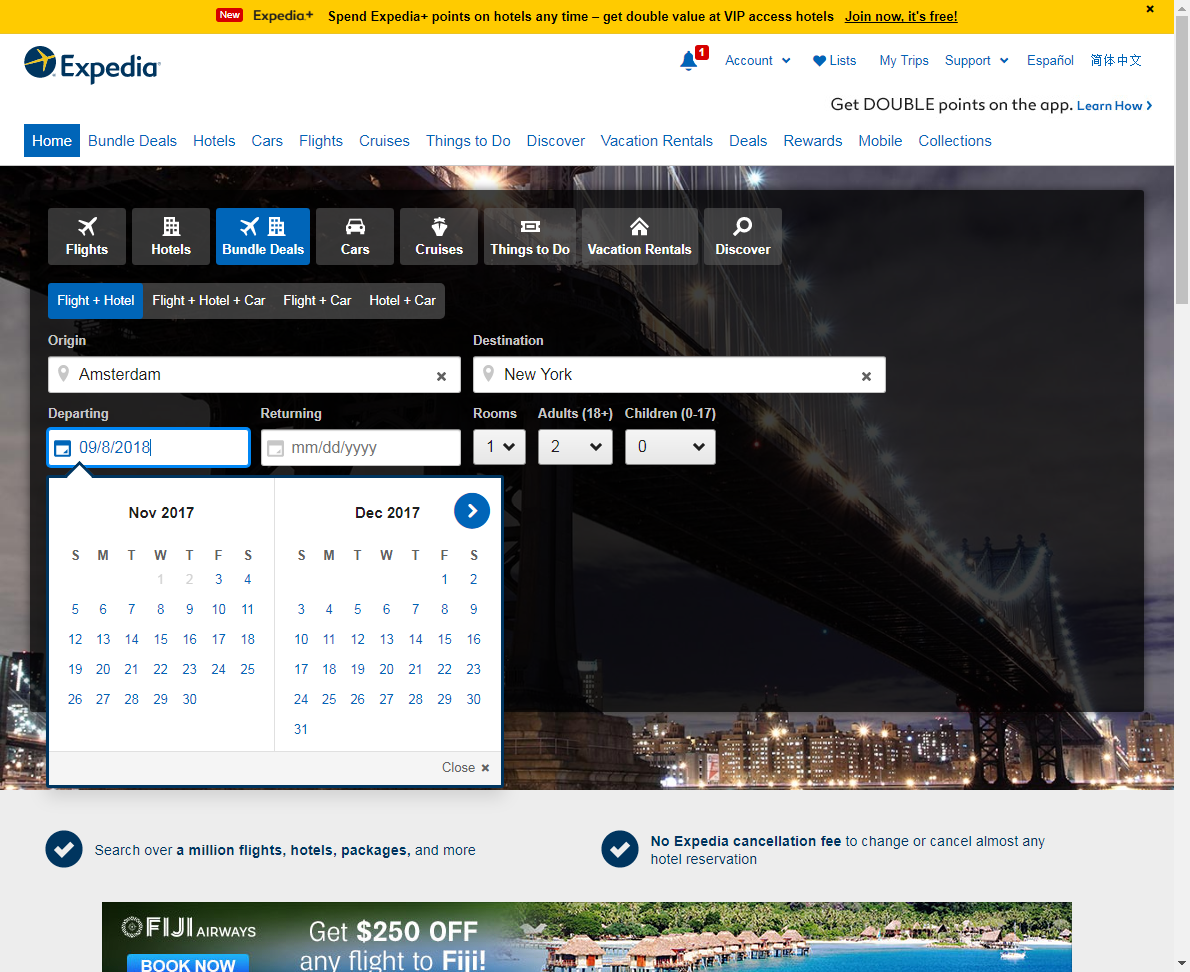 New Expedia+ Spend Expedia+ points on hotels any time – get double value at VIP access hotels Join now, it's free!
Expedia
1 Account Lists My Trips Support Español 简体中文
Get DOUBLE points on the app. Learn How
Home Bundle Deals Hotels Cars Flights Cruises Things to Do Discover Vacation Rentals Deals Rewards Mobile Collections
Flights Hotels Bundle Deals Cars Cruises Things to Do Vacation Rentals Discover
Flight + Hotel Flight + Hotel + Car Flight + Car Hotel + Car
Origin Destination
Amsterdam New York
Departing Returning Rooms Adults (18+) Children (0-17)
09/8/2018 mm/dd/yyyy 1 2 0
Nov 2017 Dec 2017
S M T W T F S S M T W T F S
1 2 3 4 1 2
5 6 7 8 9 10 11 3 4 5 6 7 8 9
12 13 14 15 16 17 18 10 11 12 13 14 15 16
19 20 21 22 23 24 25 17 18 19 20 21 22 23
26 27 28 29 30 24 25 26 27 28 29 30
31
Close
Search over a million flights, hotels, packages, and more
No Expedia cancellation fee to change or cancel almost any
hotel reservation
FIJI AIRWAYS
Get $250 OFF
any flight to Fiji!
BOOK NOW